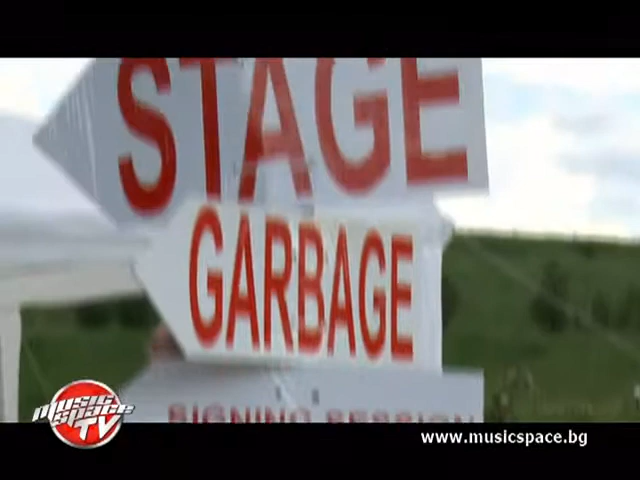 STAGE
GARBAGE
SIGNING SESSION
music space TV
www.musicspace.bg